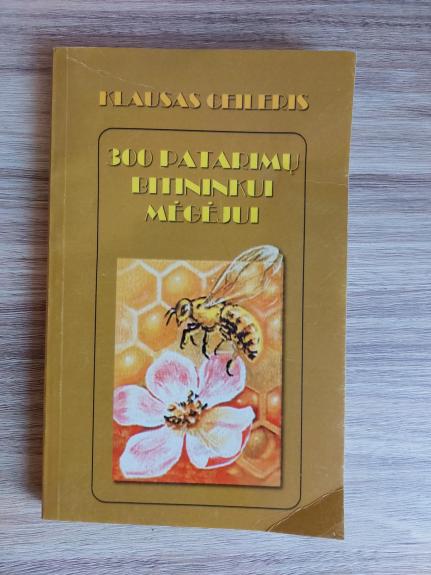 KLAUSAS GEILERIS
300 PATARIMŲ
BITININKUI
MĖGĖJUI